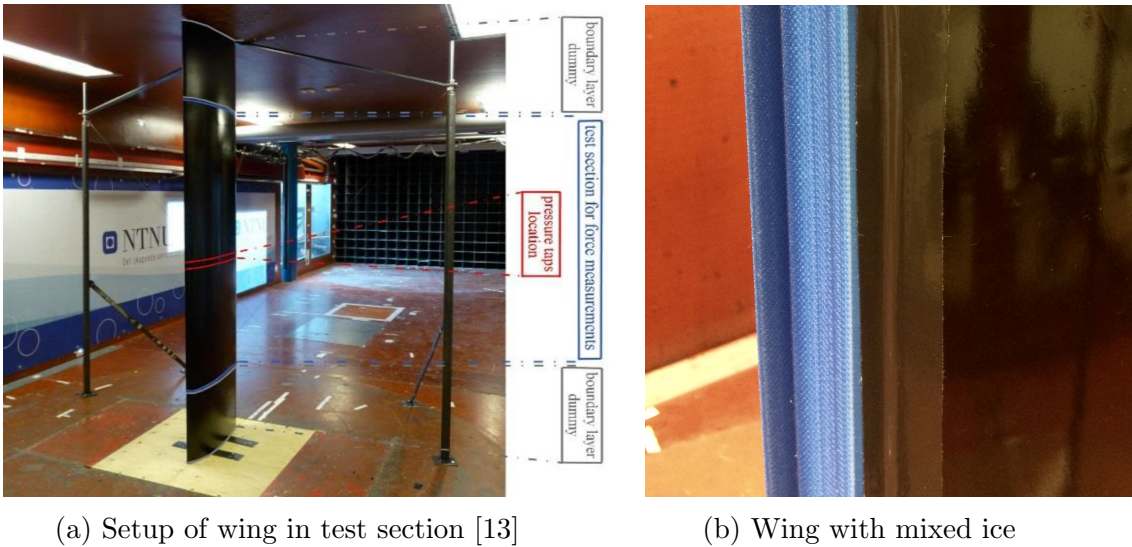 boundary layer
dummy
test section for force measurements
pressure taps
location
boundary layer
dummy
NTNU
(a) Setup of wing in test section [13]
(b) Wing with mixed ice